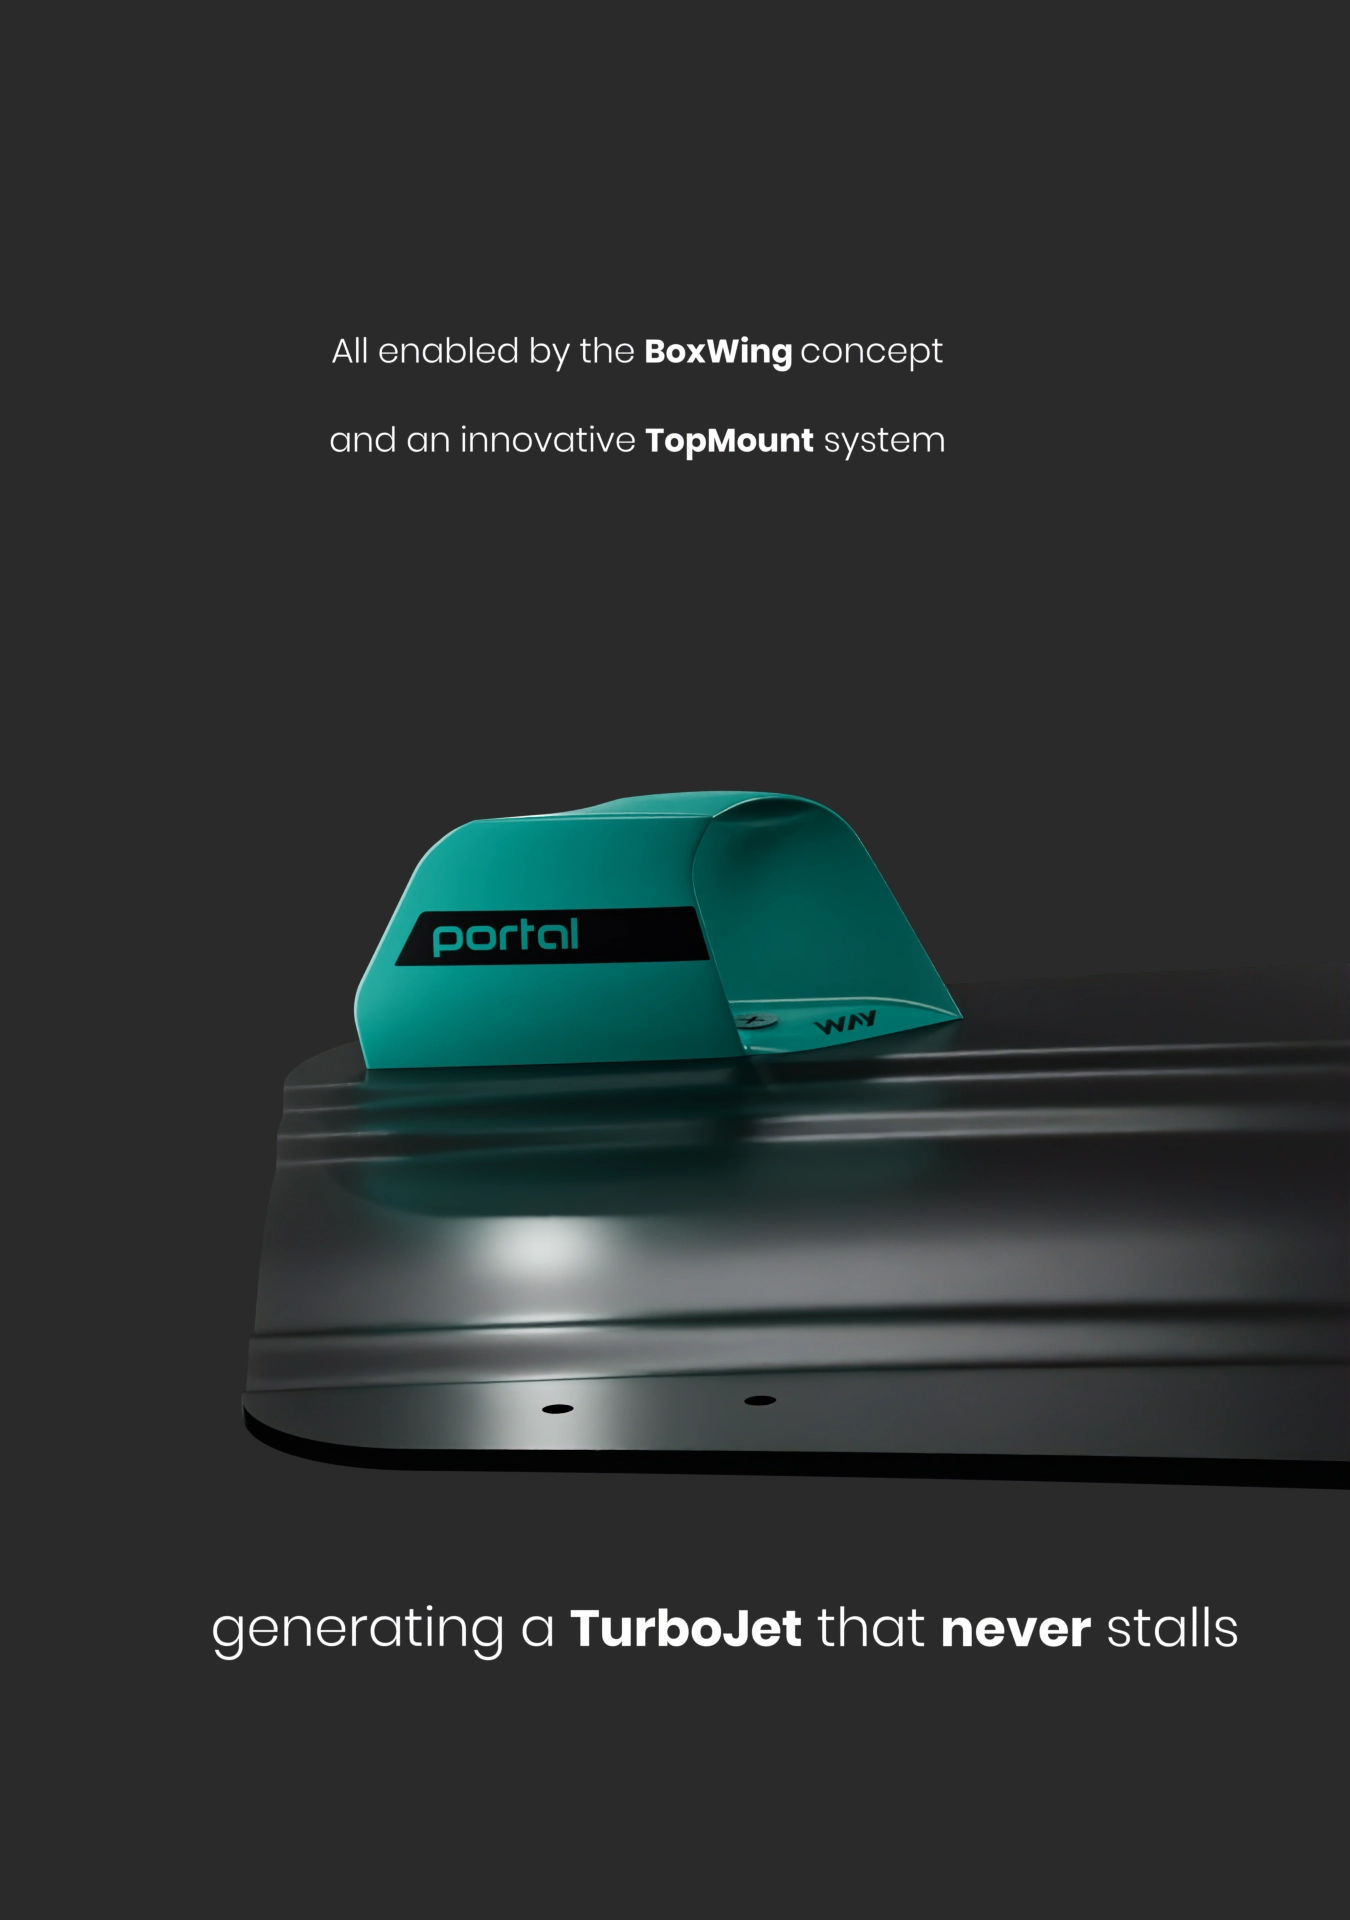 All enabled by the BoxWing concept
and an innovative TopMount system
portal
WAY
generating a TurboJet that never stalls